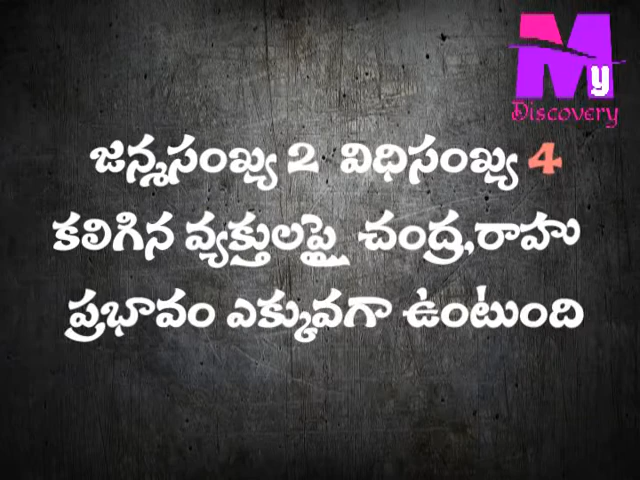 My
Discovery
జన్మసంఖ్య 2 విధిసంఖ్య 4
కలిగిన వ్యక్తులపై చంద్ర,రాహు
ప్రభావం ఎక్కువగా ఉంటుంది